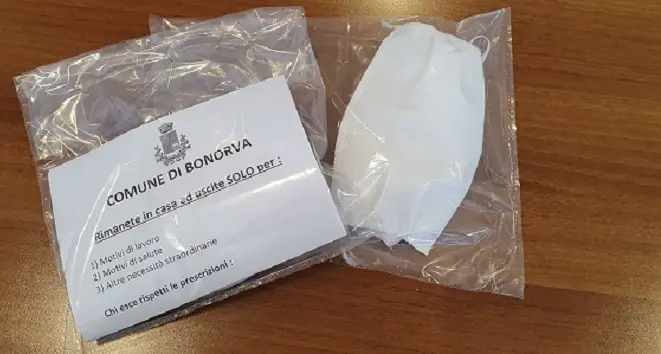 COMUNE DI BONORVA
Rimanete in casa ed uscite SOLO per :
1) Motivi di lavoro
2) Motivi di salute
3) Altre necessità straordinarie
Chi esce rispetti le prescrizioni !